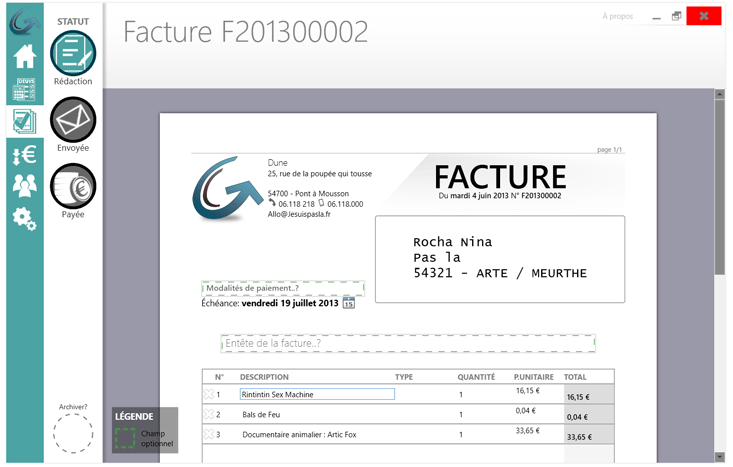 À propos
STATUT
Facture F201300002
Rédaction
Envoyée
Payée
Archiver?
LÉGENDE
Champ
optionnel
DEVIS
page 1/1
Dune
25, rue de la poupée qui tousse
54700 - Pont à Mousson
06.118 218 06.118.000
Allo@Jesuispasla.fr
FACTURE
Du mardi 4 juin 2013 N° F201300002
Rocha Nina
Pas la
54321 - ARTE / MEURTHE
Modalités de paiement..?
Échéance: vendredi 19 juillet 2013 15
Entête de la facture..?
N° DESCRIPTION TYPE QUANTITÉ P.UNITAIRE TOTAL
1 Rintintin Sex Machine 1 16,15 € 16,15 €
2 Bals de Feu 1 0,04 € 0,04 €
3 Documentaire animalier : Artic Fox 1 33,65 € 33,65 €